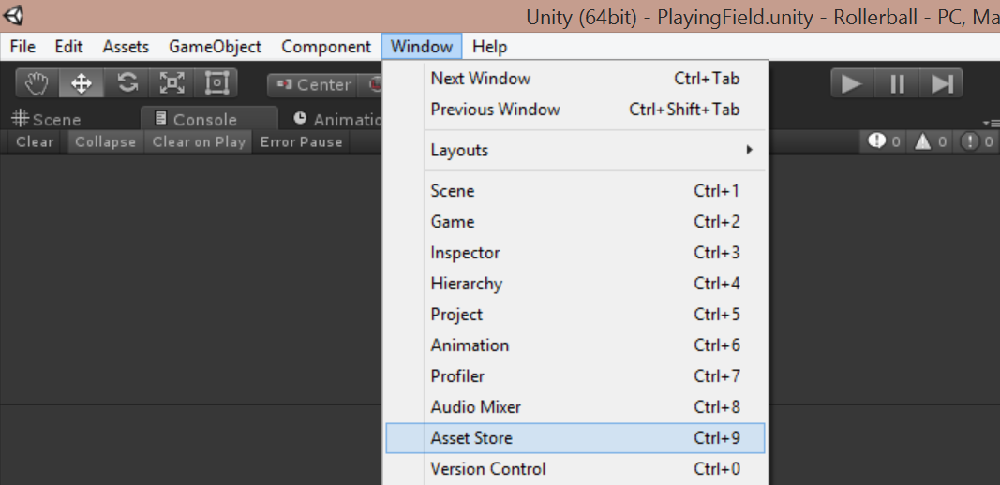 Unity (64bit) - PlayingField.unity - Rollerball - PC, Ma
File Edit Assets GameObject Component Window Help
Center
Scene Console Animatio
Clear Collapse Clear on Play Error Pause 0 0 0
Next Window Ctrl+Tab
Previous Window Ctrl+Shift+Tab
Layouts
Scene Ctrl+1
Game Ctrl+2
Inspector Ctrl+3
Hierarchy Ctrl+4
Project Ctrl+5
Animation Ctrl+6
Profiler Ctrl+7
Audio Mixer Ctrl+8
Asset Store Ctrl+9
Version Control Ctrl+0